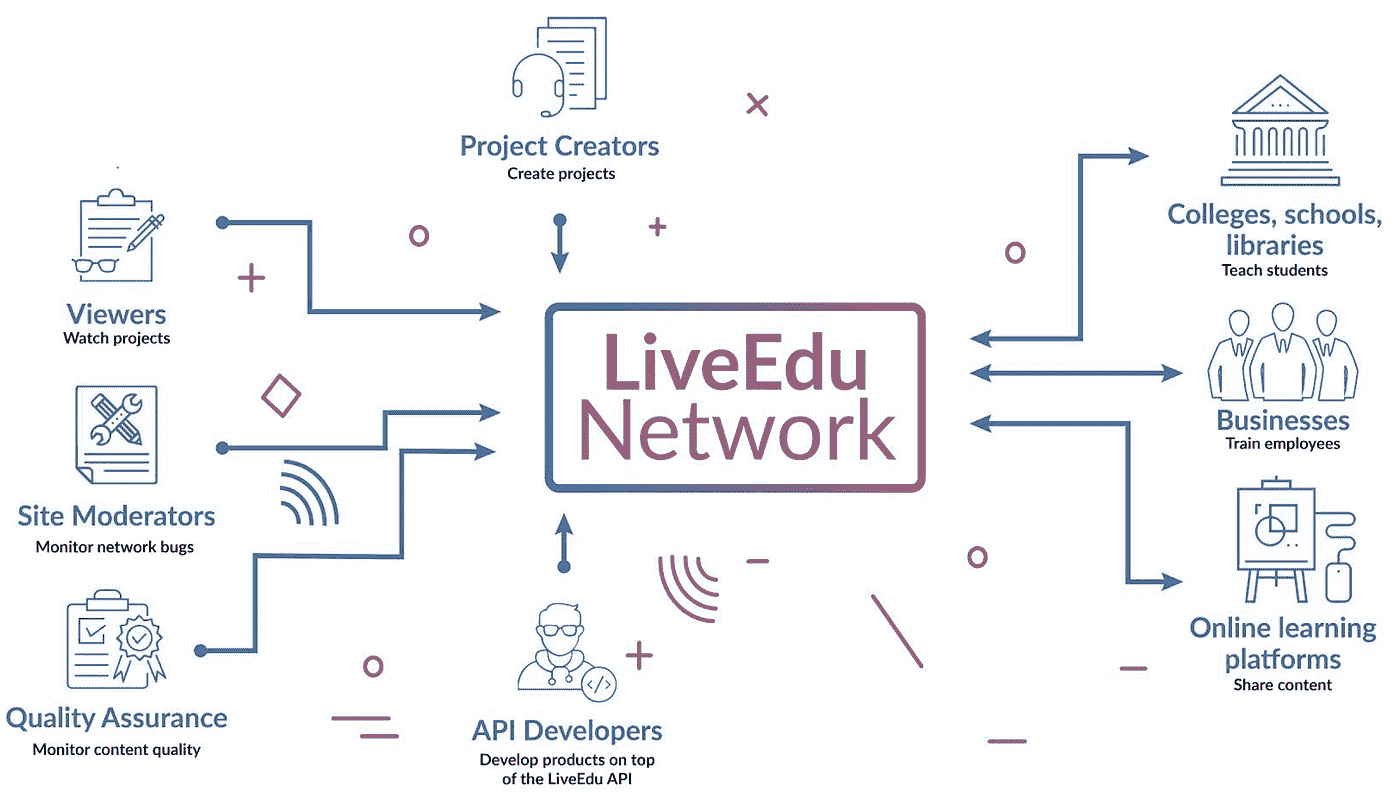 Project Creators
Create projects
Viewers
Watch projects
Site Moderators
Monitor network bugs
Quality Assurance
Monitor content quality
LiveEdu
Network
API Developers
Develop products on top
of the LiveEdu API
</>
Colleges, schools,
libraries
Teach students
Businesses
Train employees
Online learning
platforms
Share content